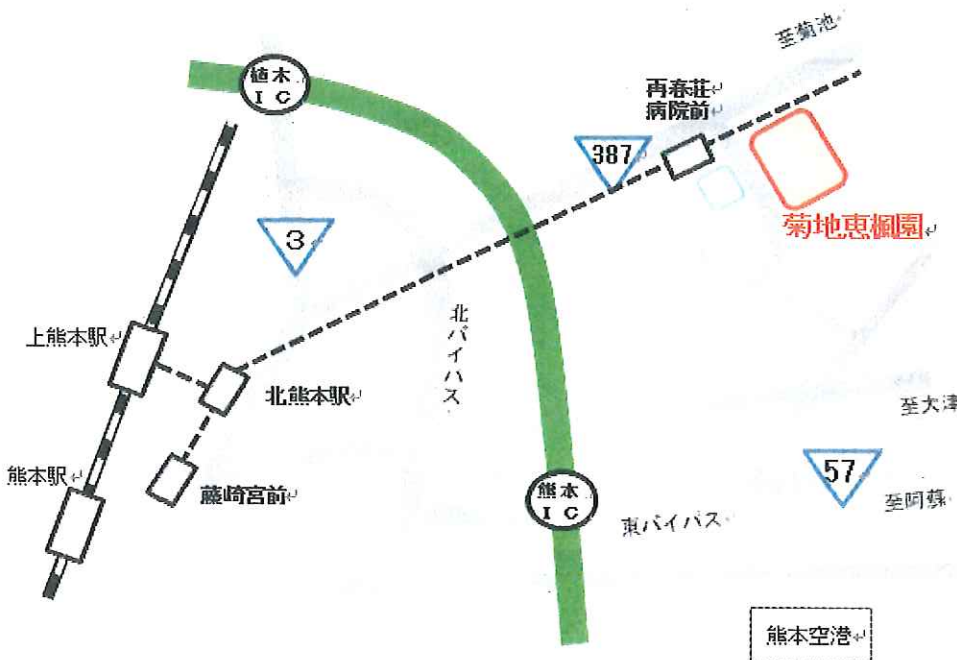 至菊池
植木
ＩＣ
再春荘
病院前
387
菊地恵楓園
3
北バイパス
上熊本駅
北熊本駅
至大津
熊本駅
藤崎宮前
57
熊本
ＩＣ
至阿蘇
東バイパス
熊本空港